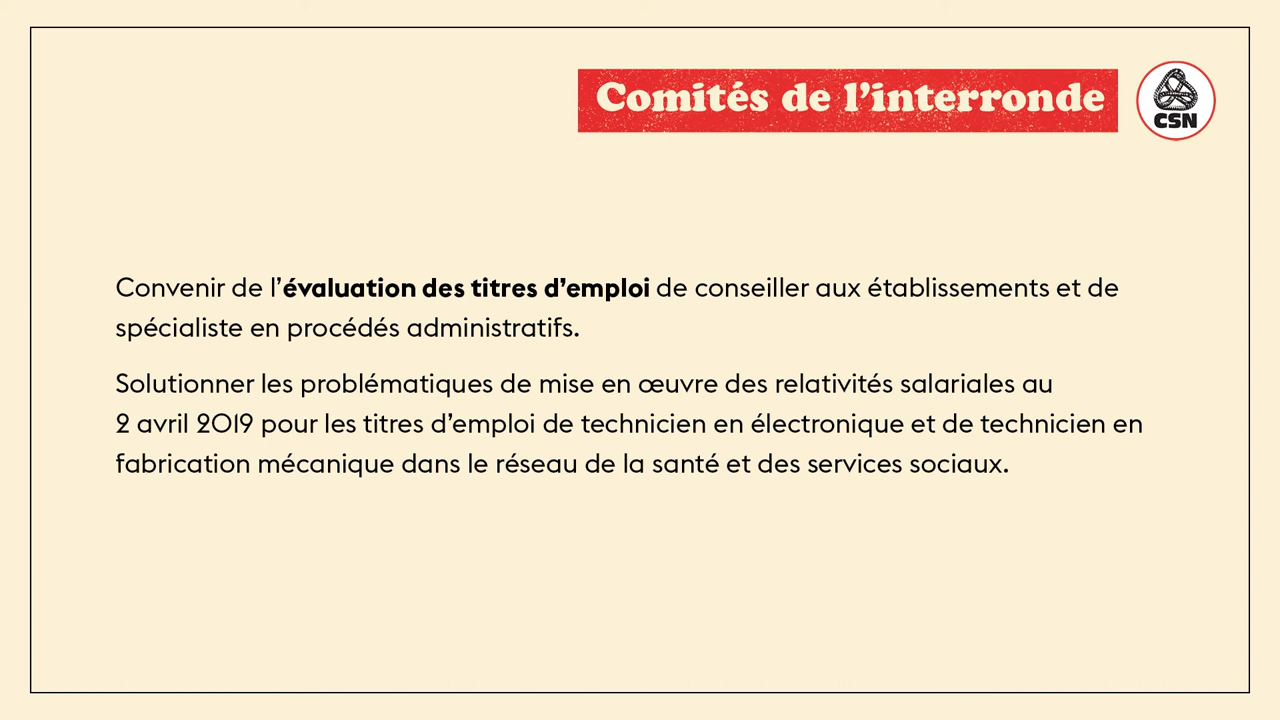 Comités de l’interronde
CSN
Convenir de l’évaluation des titres d’emploi de conseiller aux établissements et de
spécialiste en procédés administratifs.
Solutionner les problématiques de mise en œuvre des relativités salariales au
2 avril 2019 pour les titres d’emploi de technicien en électronique et de technicien en
fabrication mécanique dans le réseau de la santé et des services sociaux.